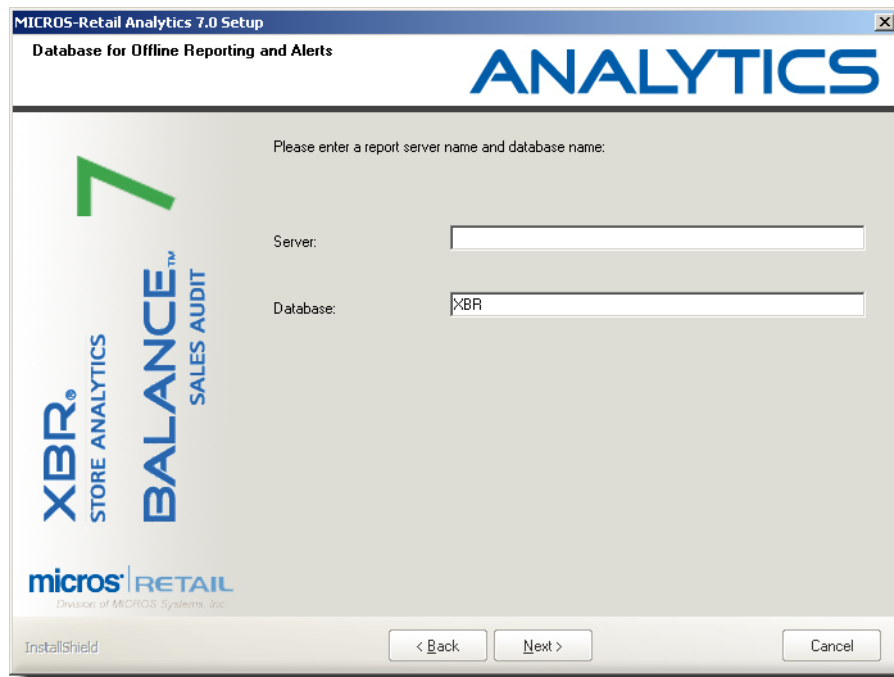 MICROS-Retail Analytics 7.0 Setup
Database for Offline Reporting and Alerts
ANALYTICS
Please enter a report server name and database name:
Server:
Database:
XBR
7
XBR®
STORE ANALYTICS
BALANCE™
SALES AUDIT
micros® RETAIL
Division of MICROS Systems, Inc.
InstallShield
< Back
Next >
Cancel